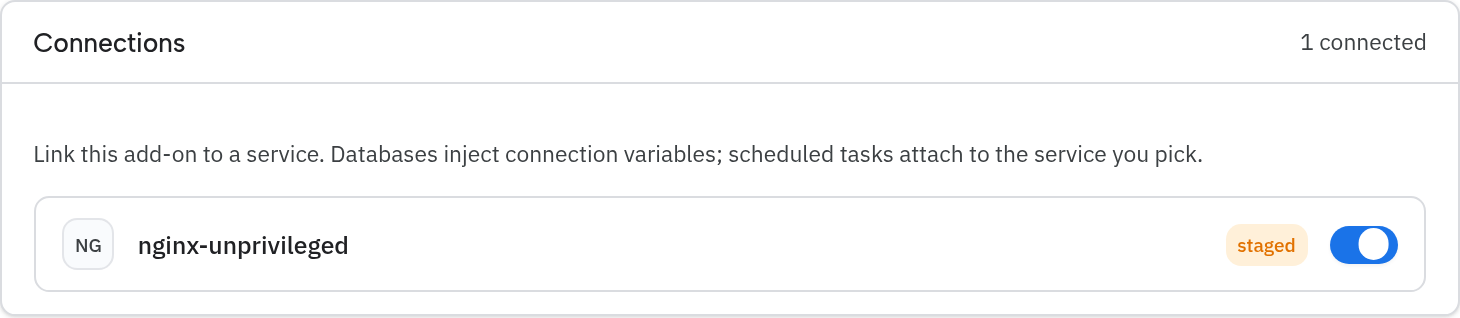 Connections
1 connected
Link this add-on to a service. Databases inject connection variables; scheduled tasks attach to the service you pick.
NG
nginx-unprivileged
staged